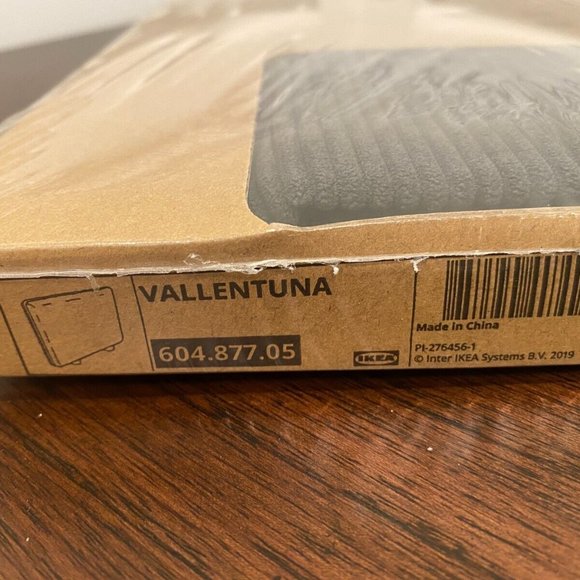 VALLENTUNA
604.877.05
IKEA
Made in China
PI-276456-1
© Inter IKEA Systems B.V. 2019